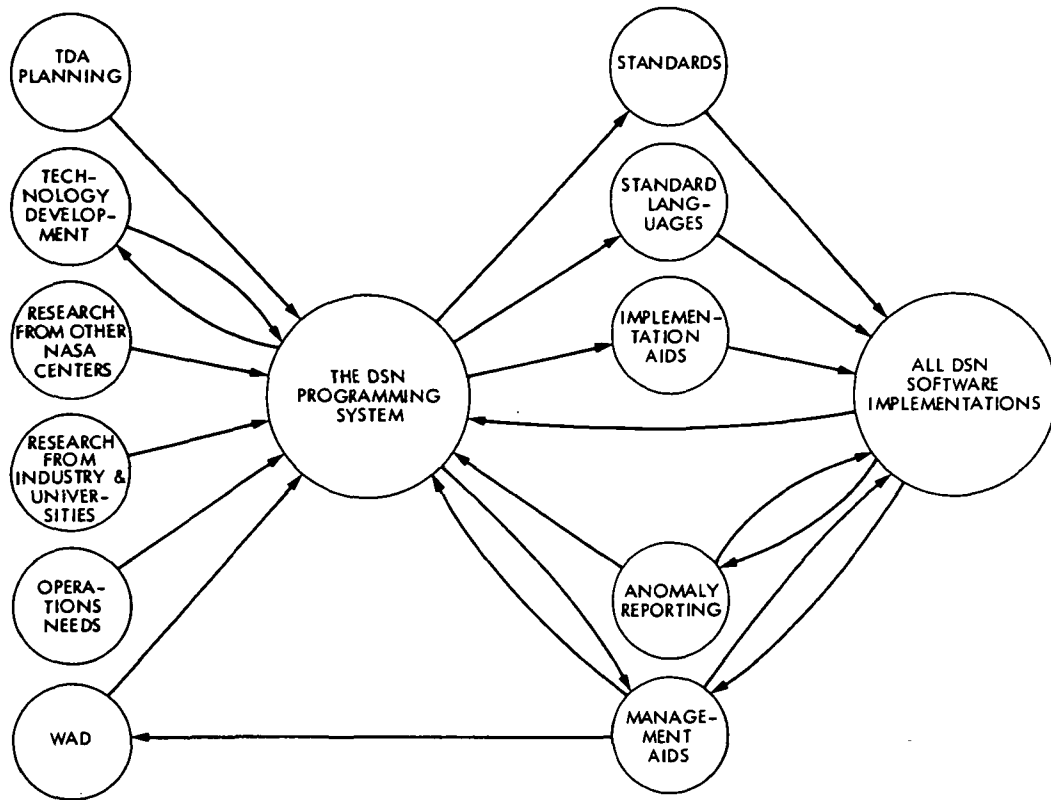 TDA
PLANNING
TECH-
NOLOGY
DEVELOP-
MENT
RESEARCH
FROM OTHER
NASA
CENTERS
RESEARCH
FROM
INDUSTRY &
UNIVER-
SITIES
OPERA-
TIONS
NEEDS
WAD
THE DSN
PROGRAMMING
SYSTEM
STANDARDS
STANDARD
LANG-
UAGES
IMPLEMEN-
TATION
AIDS
ANOMALY
REPORTING
MANAGE-
MENT
AIDS
ALL DSN
SOFTWARE
IMPLEMENTATIONS